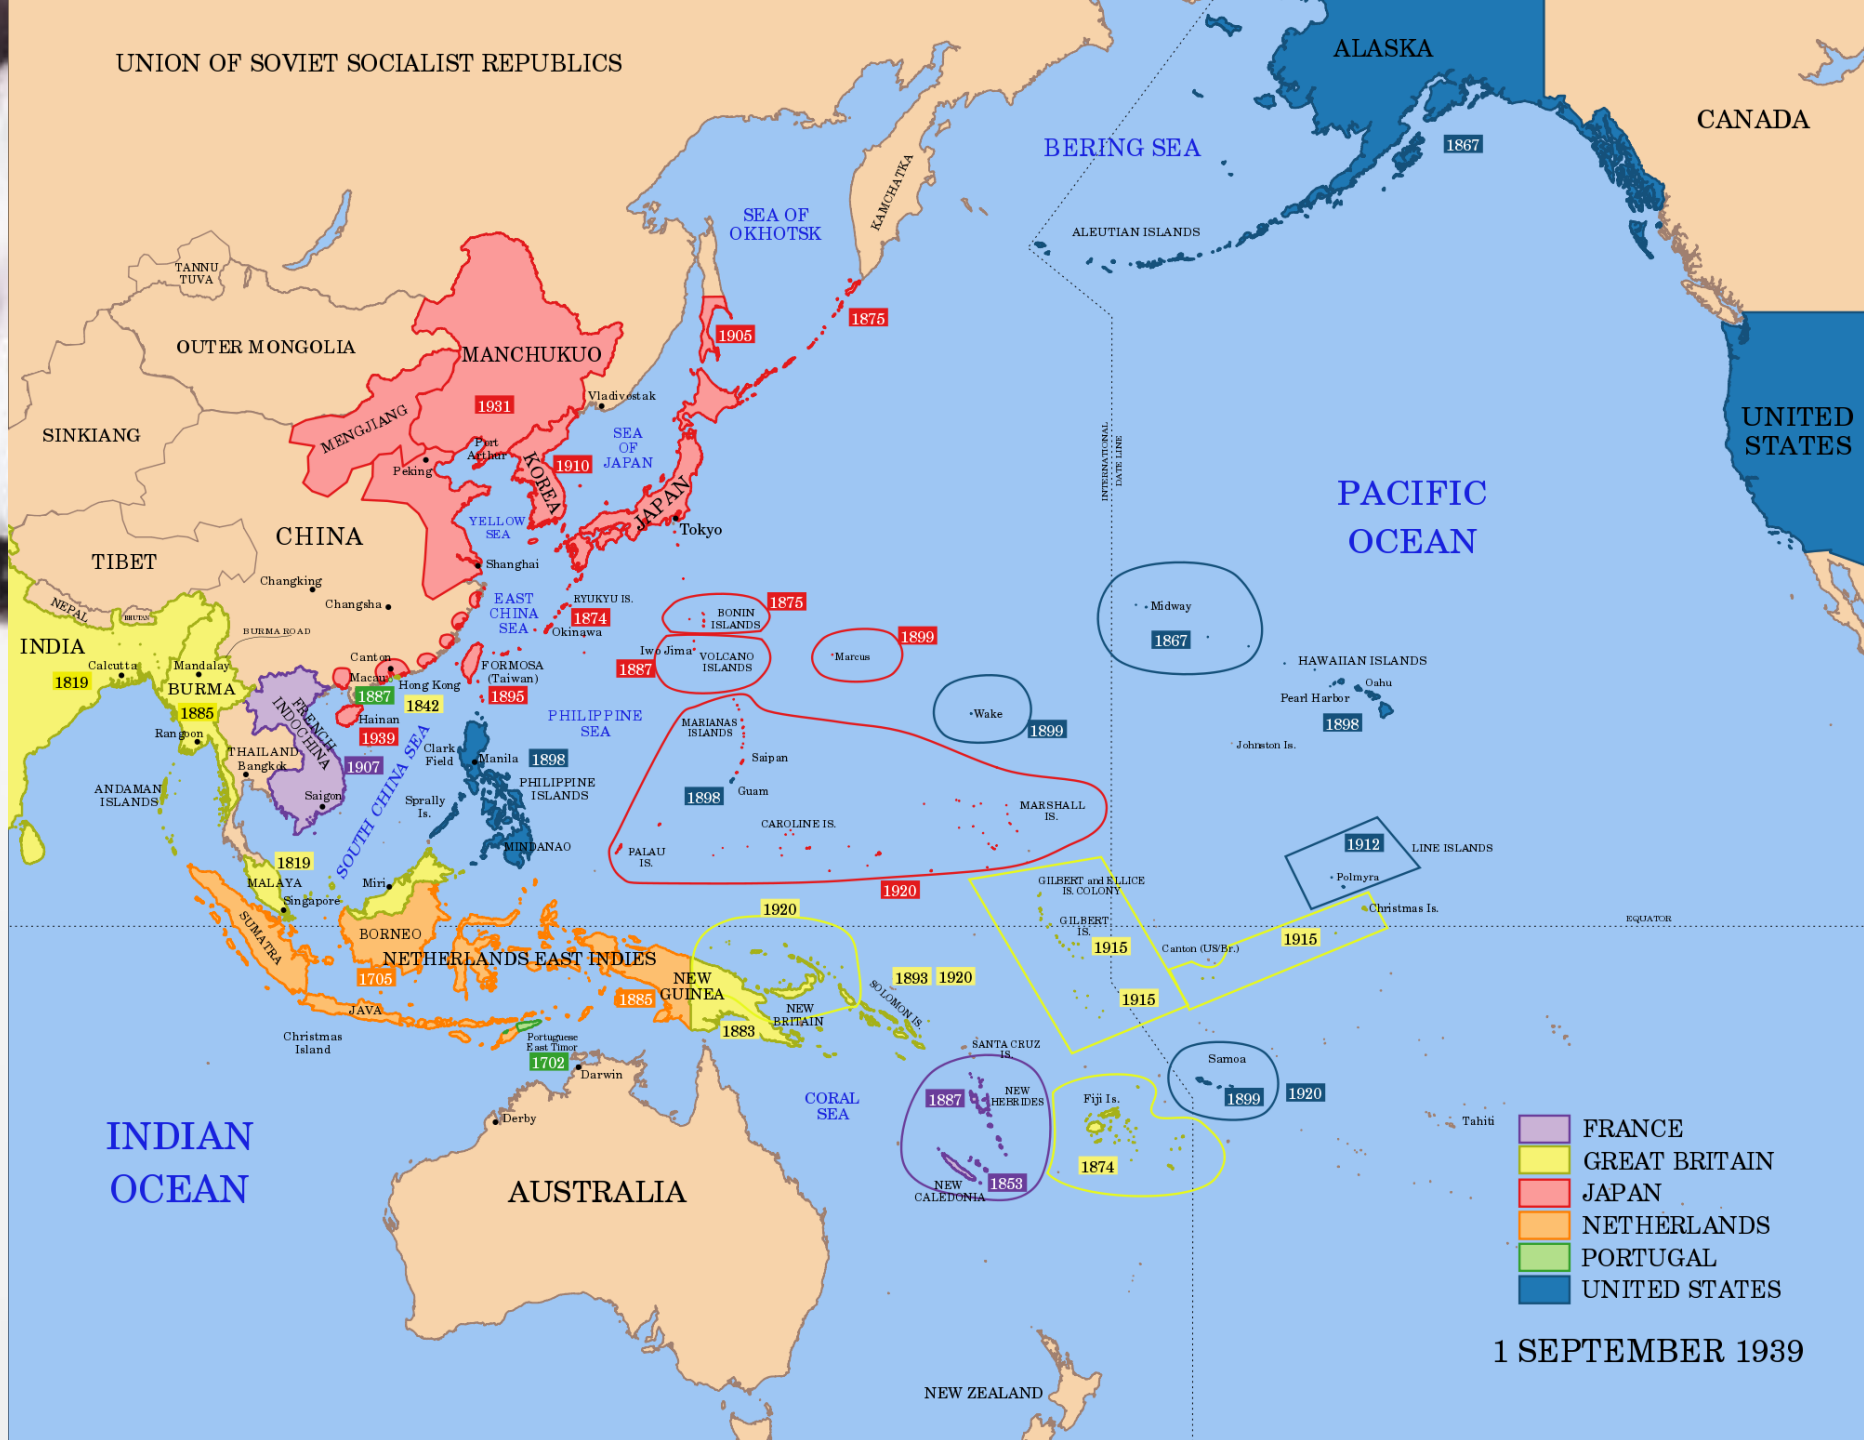 UNION OF SOVIET SOCIALIST REPUBLICS
ALASKA
CANADA
1867
BERING SEA
KAMCHATKA
SEA OF
OKHOTSK
ALEUTIAN ISLANDS
TANNU
TUVA
1875
1905
OUTER MONGOLIA
MANCHUKUO
1931
Vladivostak
UNITED
STATES
MENGJIANG
SINKIANG
Port
Arthur
Peking
KOREA
1910
SEA
OF
JAPAN
JAPAN
Tokyo
INTERNATIONAL
DATE LINE
PACIFIC
OCEAN
YELLOW
SEA
CHINA
TIBET
Shanghai
Changking
Changsha
NEPAL
BHUTAN
EAST
CHINA
SEA
RYUKYU IS.
1874
Okinawa
BONIN
ISLANDS
1875
Midway
1867
INDIA
BURMA ROAD
1899
Marcus
Iwo Jima
VOLCANO
ISLANDS
1887
Calcutta
1819
Mandalay
BURMA
1885
Rangoon
Canton
Macam
1887
Hong Kong
1842
FORMOSA
(Taiwan)
1895
HAWAIIAN ISLANDS
Oahu
Pearl Harbor
1898
Hainan
1939
FRENCH
INDOCHINA
1907
PHILIPPINE
SEA
MARIANAS
ISLANDS
Wake
1899
Johnston Is.
THAILAND
Bangkok
Saigon
SOUTH CHINA SEA
Clark
Field
Manila
1898
PHILIPPINE
ISLANDS
Saipan
Guam
1898
ANDAMAN
ISLANDS
Sprally
Is.
MARSHALL
IS.
CAROLINE IS.
MINDANAO
PALAU
IS.
1912
LINE ISLANDS
Polmyra
1819
MALAYA
Singapore
Miri
1920
GILBERT and ELLICE
IS. COLONY
1920
Christmas Is.
EQUATOR
GILBERT
IS.
1915
1915
Canton (US/Br.)
SUMATRA
BORNEO
1705
NETHERLANDS EAST INDIES
1885
NEW
GUINEA
1883
1893
1920
1915
SOLOMON IS.
NEW
BRITAIN
JAVA
Christmas
Island
Portuguese
East Timor
1702
Darwin
Derby
SANTA CRUZ
IS.
Samoa
1899
1920
CORAL
SEA
1887
NEW
HEBRIDES
Fiji Is.
1874
Tahiti
INDIAN
OCEAN
AUSTRALIA
1853
NEW
CALEDONIA
FRANCE
GREAT BRITAIN
JAPAN
NETHERLANDS
PORTUGAL
UNITED STATES
1 SEPTEMBER 1939
NEW ZEALAND